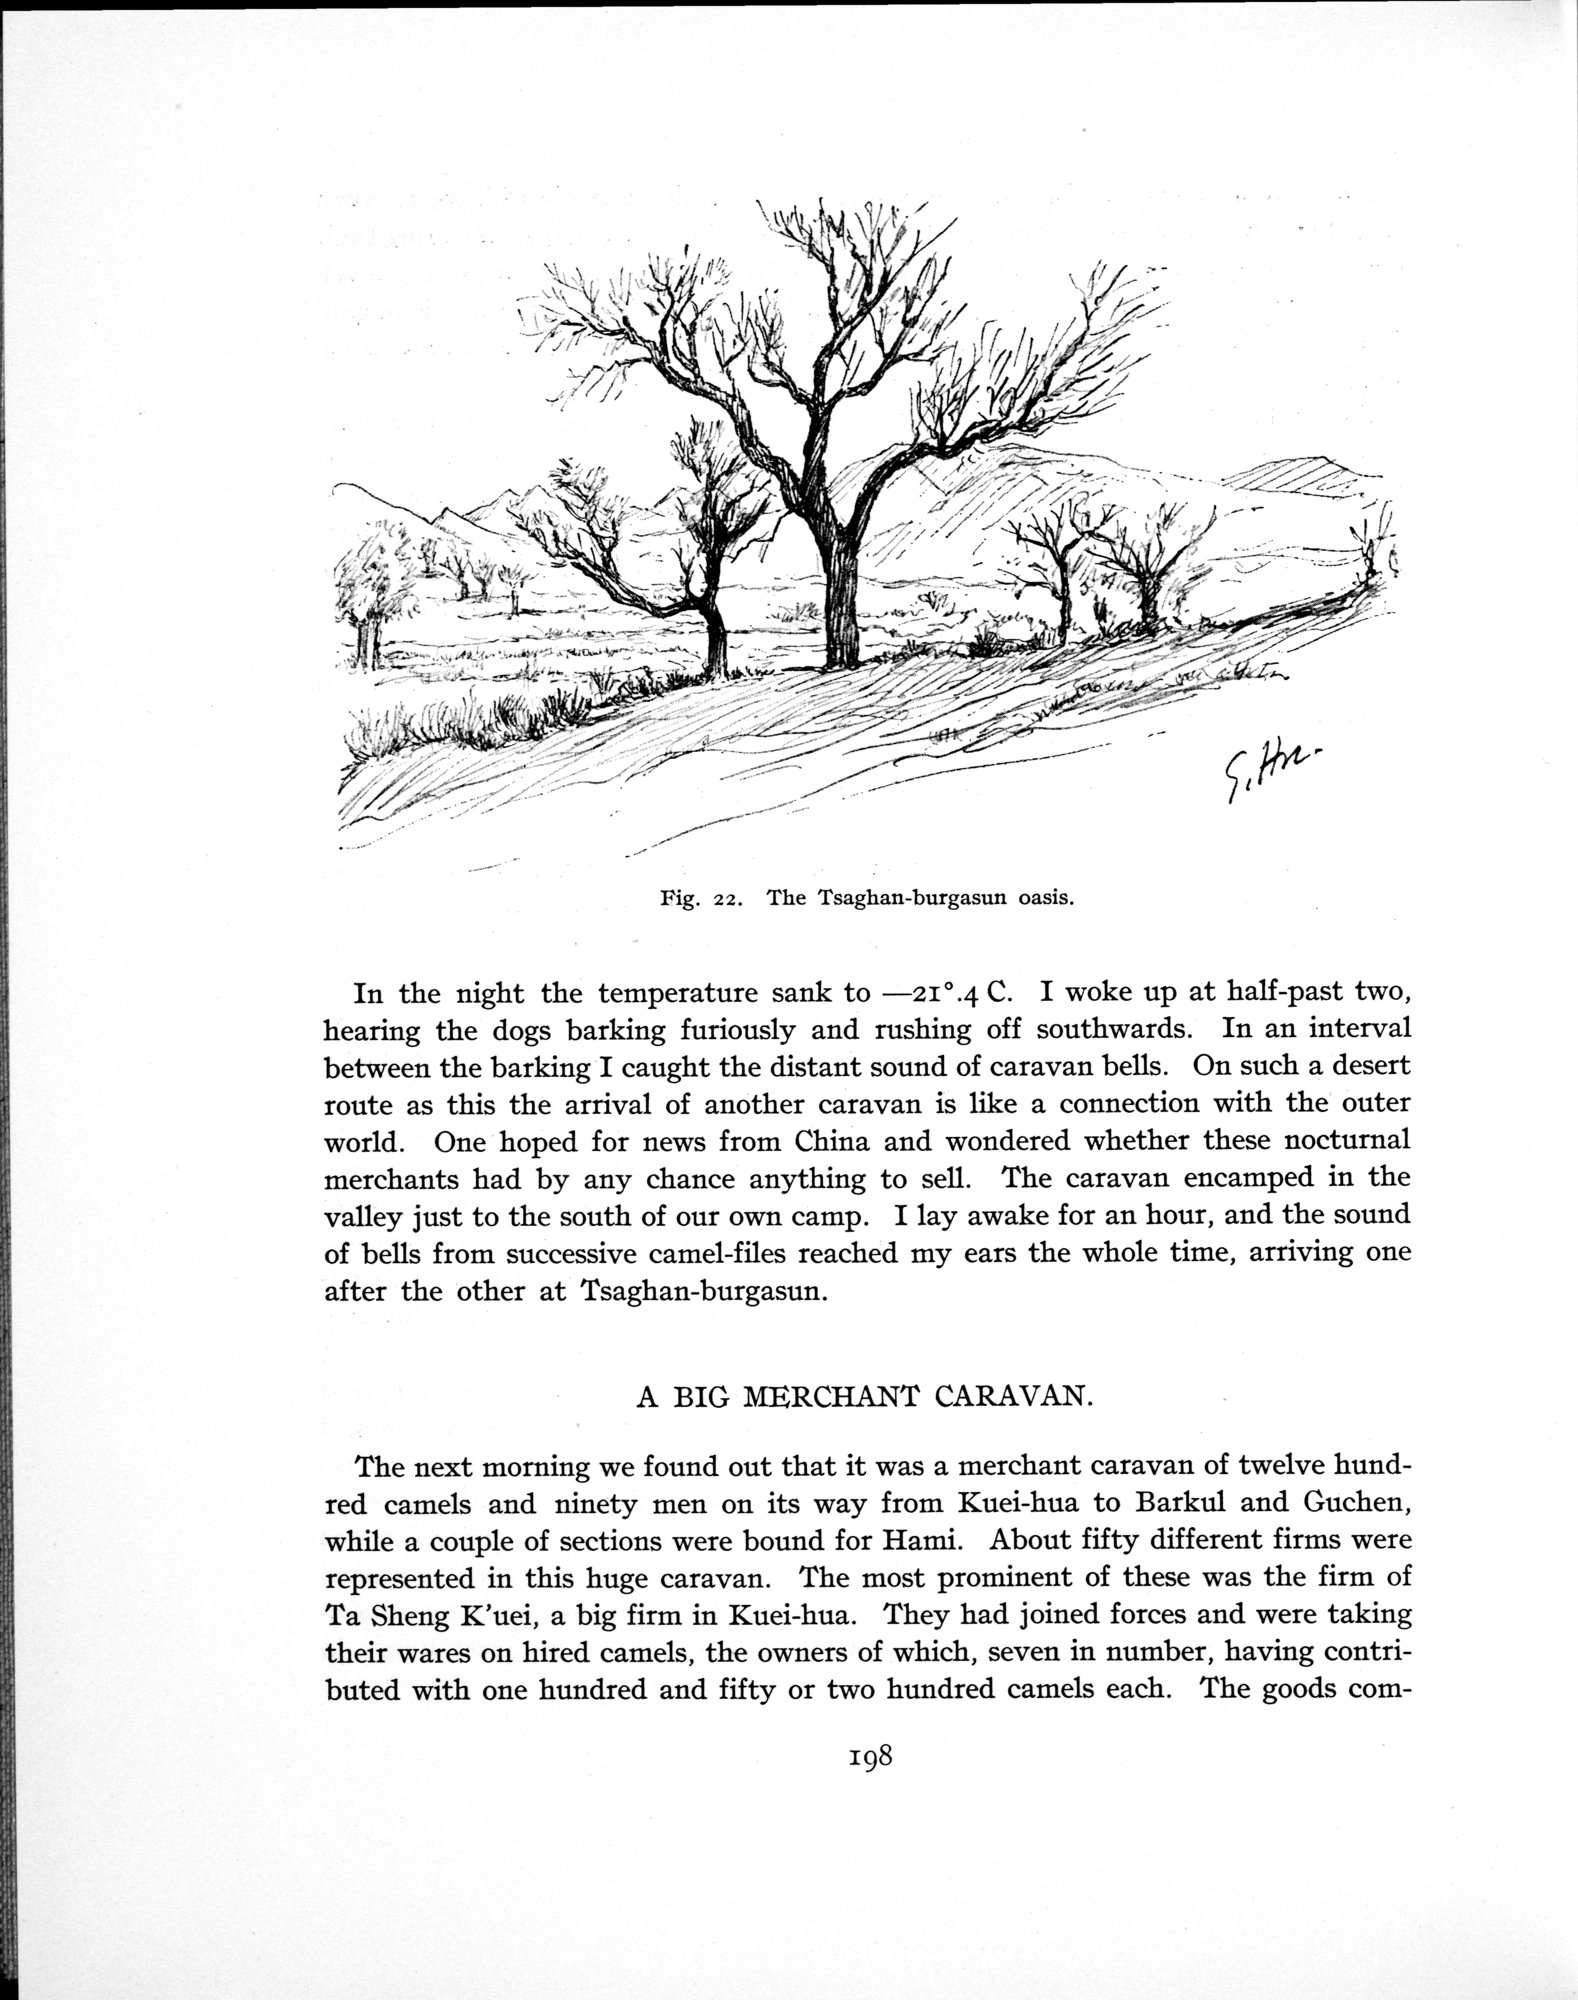 Fig. 22. The Tsaghan-burgasun oasis.
In the night the temperature sank to —21°.4 C. I woke up at half-past two,
hearing the dogs barking furiously and rushing off southwards. In an interval
between the barking I caught the distant sound of caravan bells. On such a desert
route as this the arrival of another caravan is like a connection with the outer
world. One hoped for news from China and wondered whether these nocturnal
merchants had by any chance anything to sell. The caravan encamped in the
valley just to the south of our own camp. I lay awake for an hour, and the sound
of bells from successive camel-files reached my ears the whole time, arriving one
after the other at Tsaghan-burgasun.
A BIG MERCHANT CARAVAN.
The next morning we found out that it was a merchant caravan of twelve hund-
red camels and ninety men on its way from Kuei-hua to Barkul and Guchen,
while a couple of sections were bound for Hami. About fifty different firms were
represented in this huge caravan. The most prominent of these was the firm of
Ta Sheng K'uei, a big firm in Kuei-hua. They had joined forces and were taking
their wares on hired camels, the owners of which, seven in number, having contri-
buted with one hundred and fifty or two hundred camels each. The goods com-
198